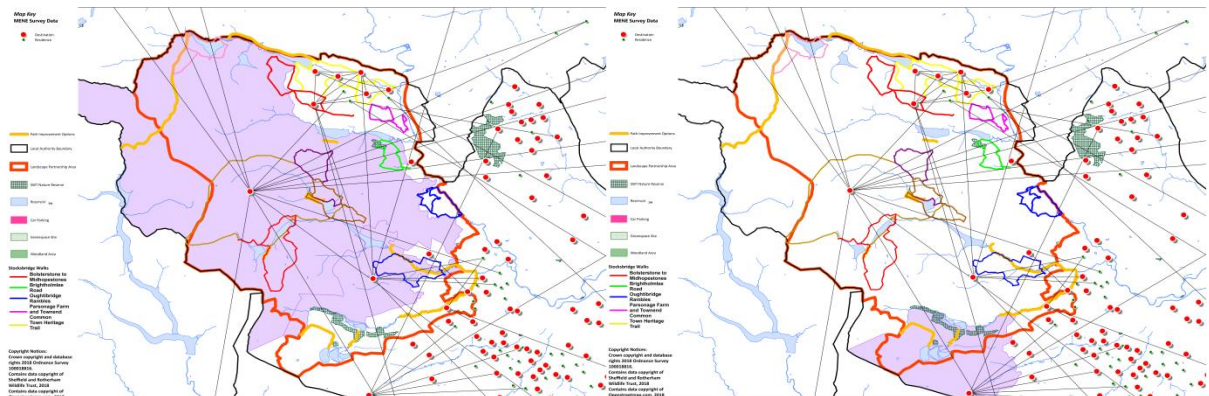 Map Key
MENE Survey Data
Destination
Residence
Path Improvement Options
Local Authority Boundary
Landscape Partnership Area
SWT Nature Reserve
Reservoir
Car Parking
Greenspace Site
Woodland Area
Stocksbridge Walks
Bolsterstone to
Midhopestones
Brightholmlee
Road
Oughtibridge
Rambles
Parsonage Farm
and Townend
Common
Town Heritage
Trail
Copyright Notices:
Crown copyright and database
rights 2018 Ordnance Survey
100018816.
Contains data copyright of
Sheffield and Rotherham
Wildlife Trust, 2018
Contains data copyright of
Map Key
MENE Survey Data
Destination
Residence
Path Improvement Options
Local Authority Boundary
Landscape Partnership Area
SWT Nature Reserve
Reservoir
Car Parking
Greenspace Site
Woodland Area
Stocksbridge Walks
Bolsterstone to
Midhopestones
Brightholmlee
Road
Oughtibridge
Rambles
Parsonage Farm
and Townend
Common
Town Heritage
Trail
Copyright Notices:
Crown copyright and database
rights 2018 Ordnance Survey
100018816.
Contains data copyright of
Sheffield and Rotherham
Wildlife Trust, 2018
Contains data copyright of